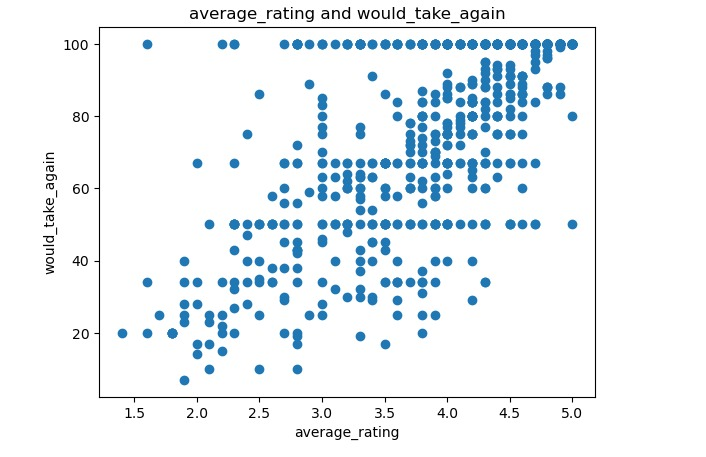 average_rating and would_take_again
100
80
60
40
20
would_take_again
1.5 2.0 2.5 3.0 3.5 4.0 4.5 5.0
average_rating